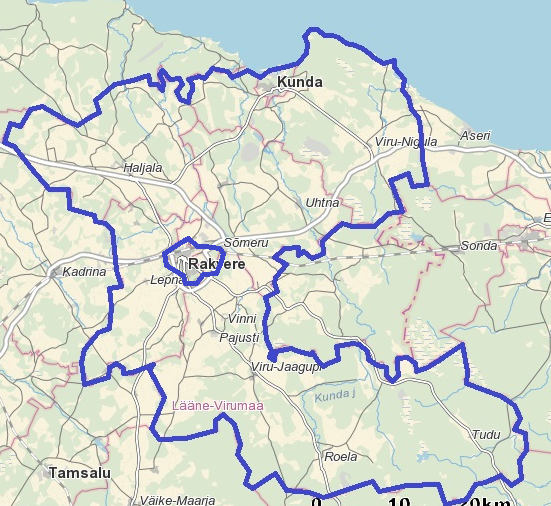 Kunda
Aseri
Viru-Nigula
Haljala
Uhtna
Sõmeru
Sonda
Rakvere
Kadrina
Lepna
Vinni
Pajusti
Viru-Jaagupi
Kunda j
Lääne-Virumaa
Tudu
Roela
Tamsalu
Väike-Maarja
0 10 20km